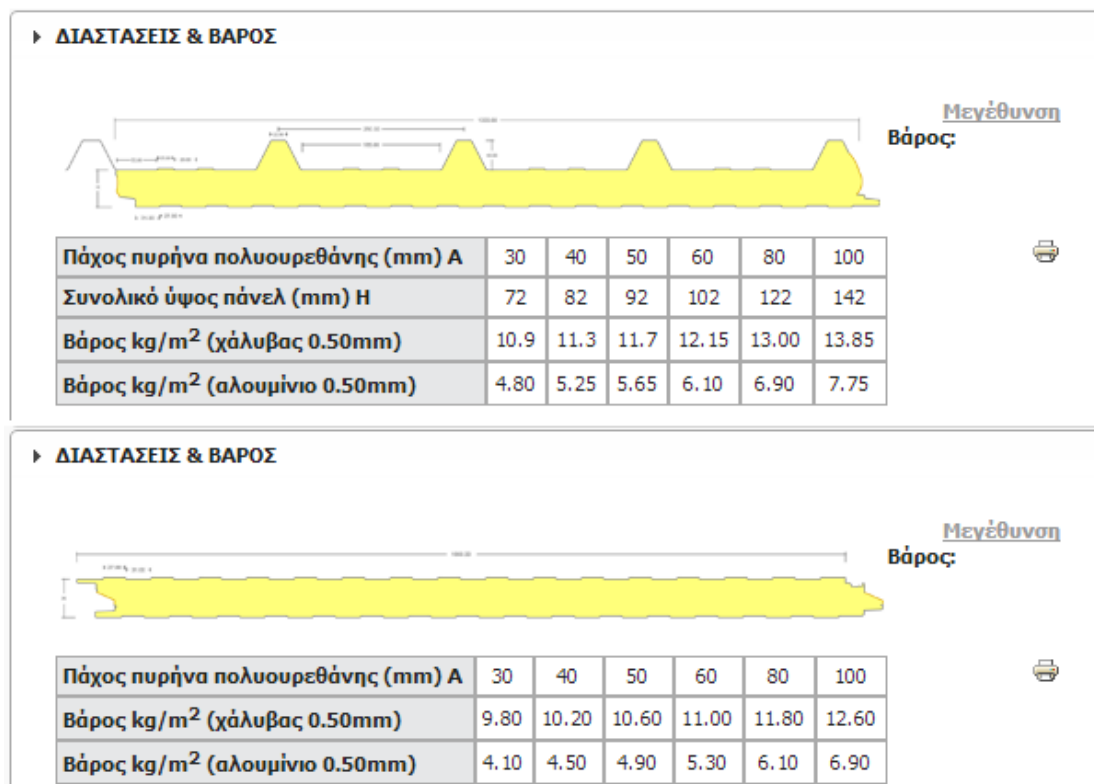 ΔΙΑΣΤΑΣΕΙΣ & ΒΑΡΟΣ
Μεγέθυνση
Βάρος:
Πάχος πυρήνα πολυουρεθάνης (mm) A 30 40 50 60 80 100
Συνολικό ύψος πάνελ (mm) H 72 82 92 102 122 142
Βάρος kg/m2 (χάλυβας 0.50mm) 10.9 11.3 11.7 12.15 13.00 13.85
Βάρος kg/m2 (αλουμίνιο 0.50mm) 4.80 5.25 5.65 6.10 6.90 7.75
ΔΙΑΣΤΑΣΕΙΣ & ΒΑΡΟΣ
Μεγέθυνση
Βάρος:
Πάχος πυρήνα πολυουρεθάνης (mm) A 30 40 50 60 80 100
Βάρος kg/m2 (χάλυβας 0.50mm) 9.80 10.20 10.60 11.00 11.80 12.60
Βάρος kg/m2 (αλουμίνιο 0.50mm) 4.10 4.50 4.90 5.30 6.10 6.90